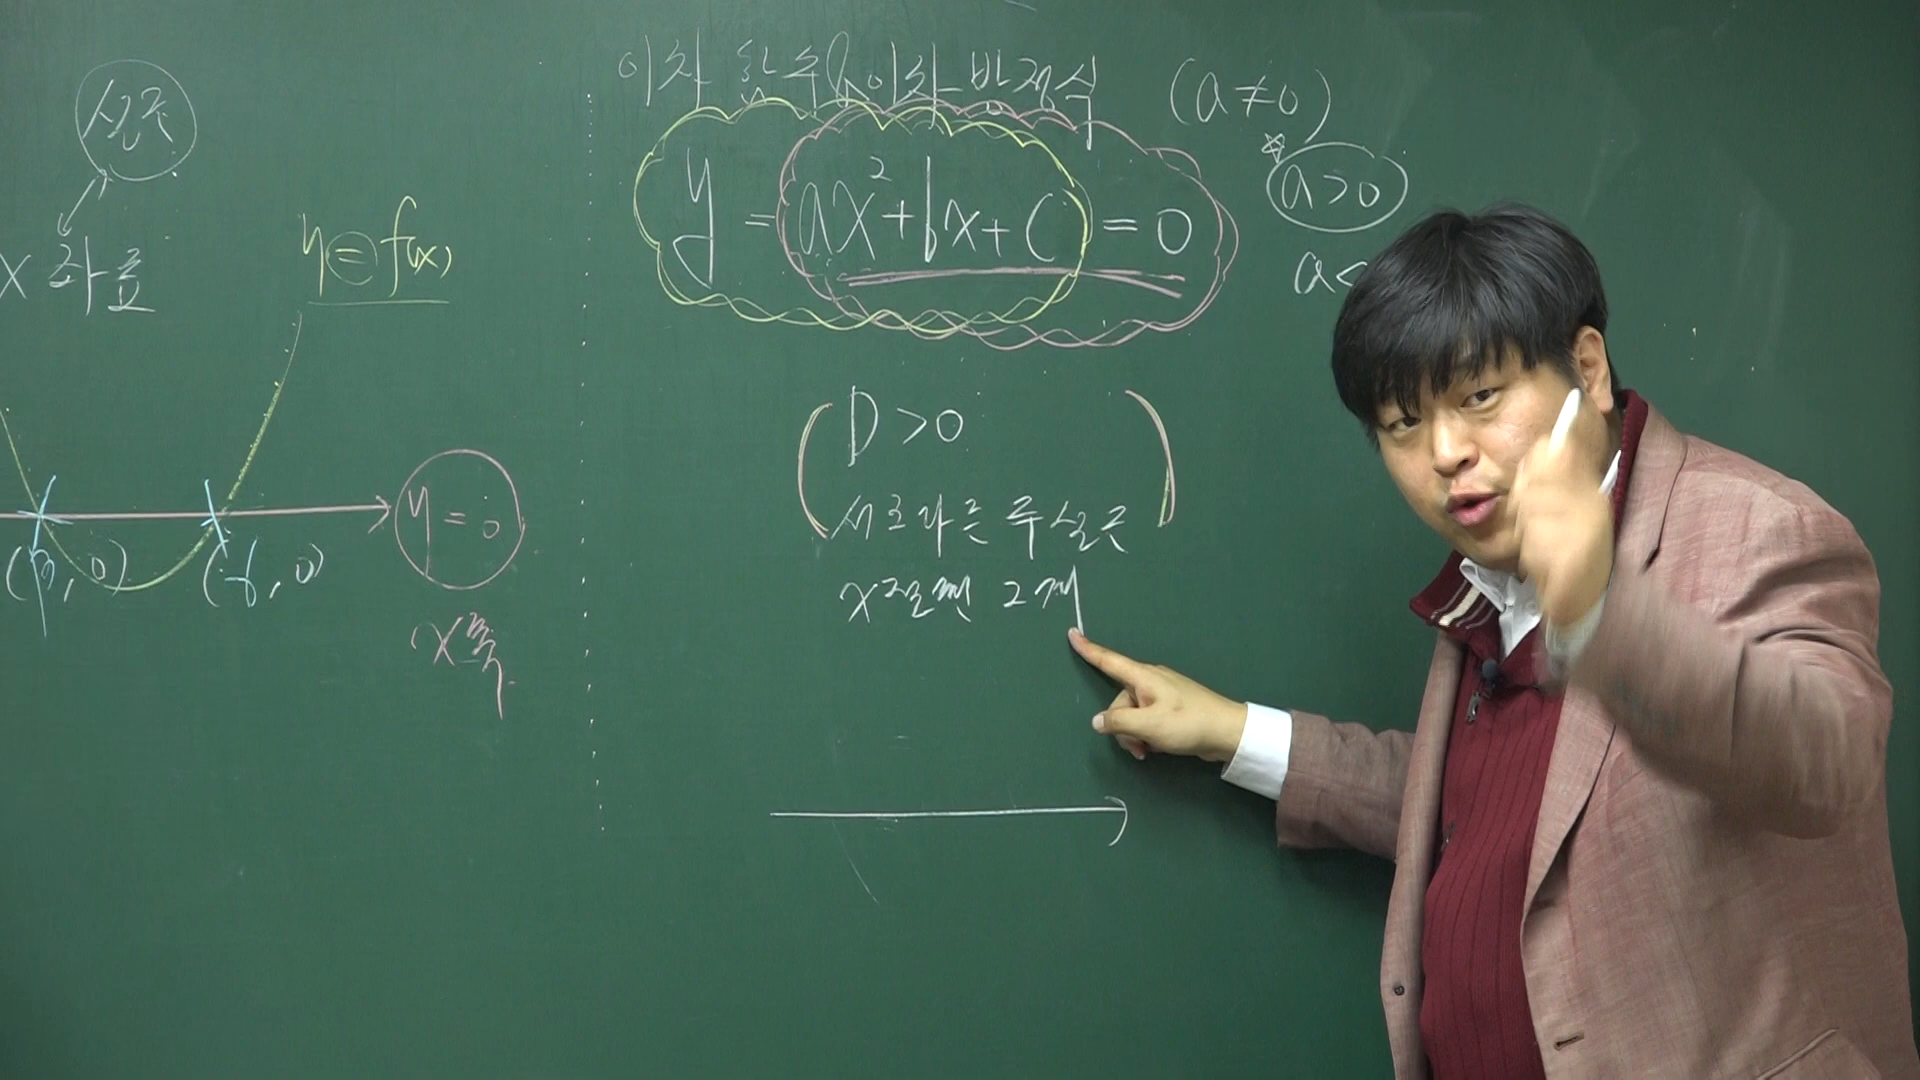 실근
x 좌표
y = f(x)
y = 0
( , 0)
( , 0)
x축
이차 함수 이차 방정식
(a ≠ 0)
y = ax² + bx + c = 0
a > 0
a <
D > 0
서로 다른 두 실근
x절편 2개